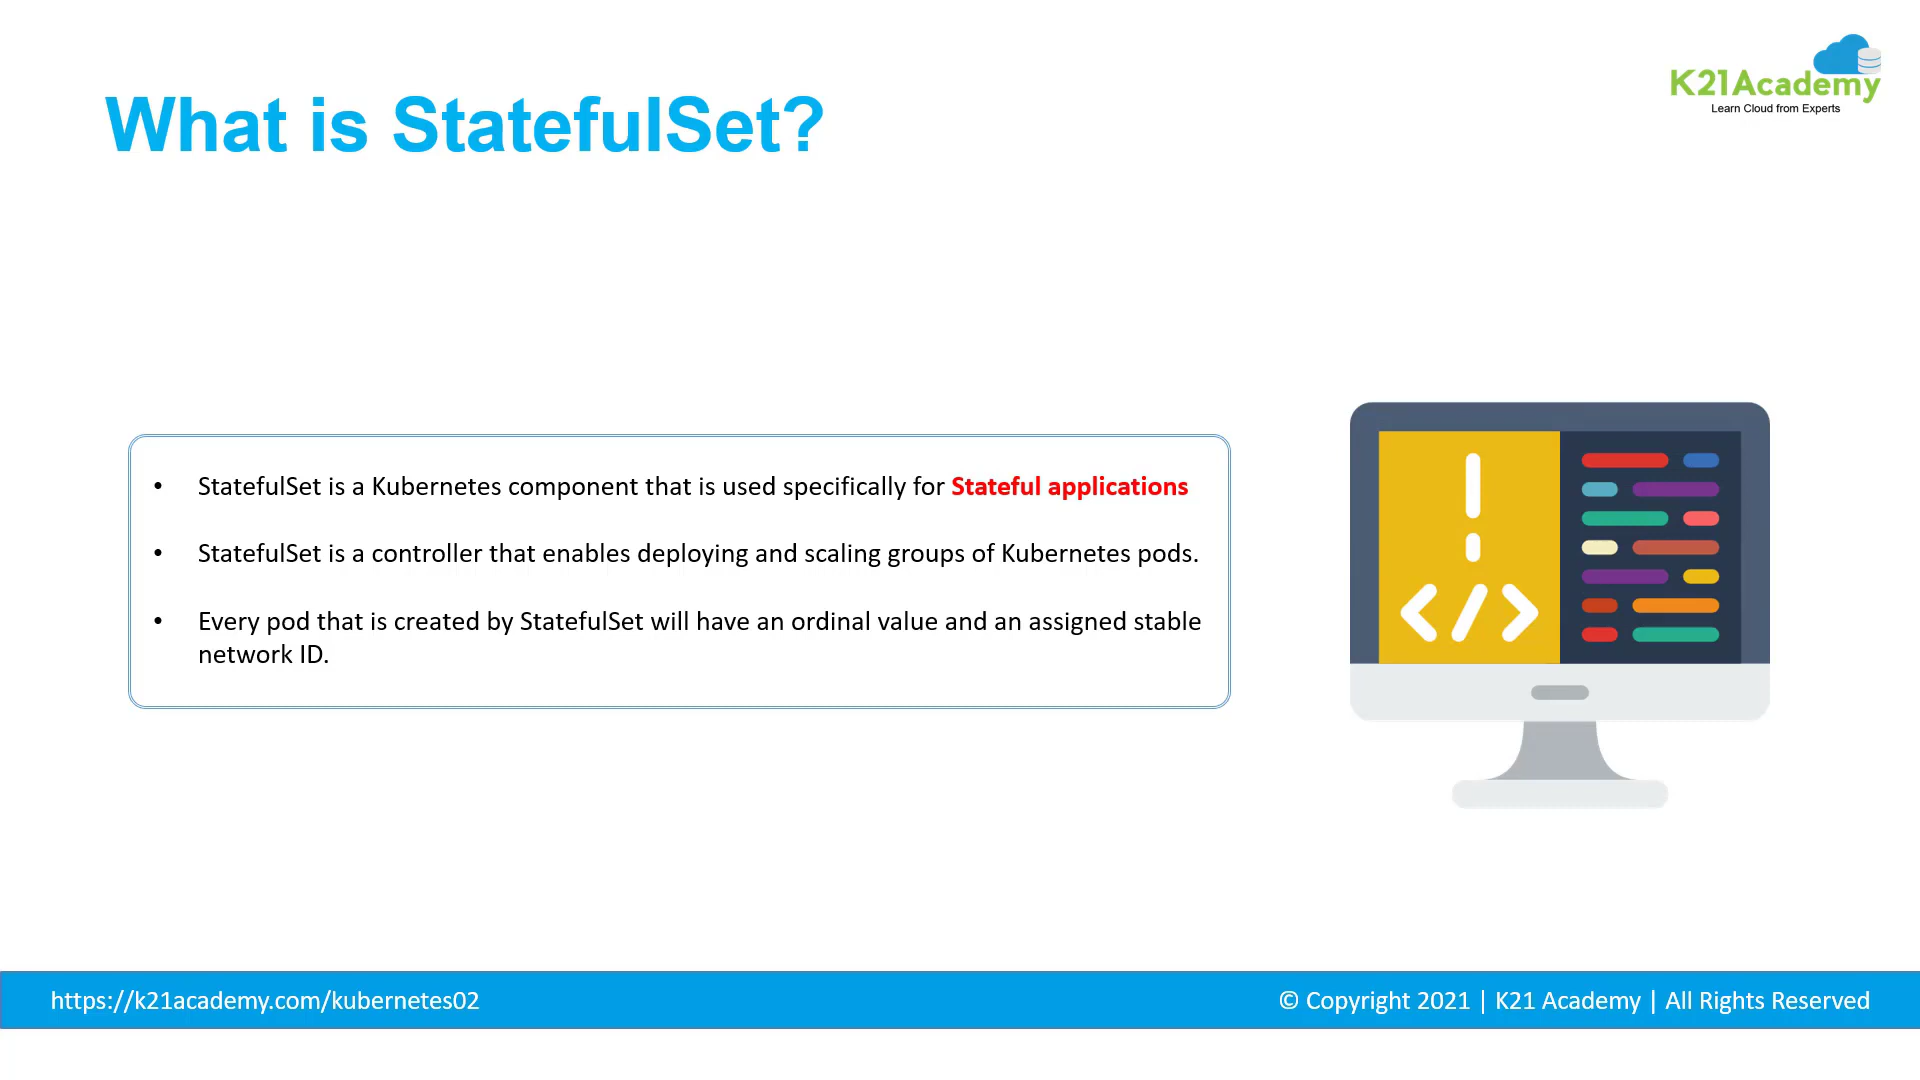 K21Academy
Learn Cloud from Experts
What is StatefulSet?
• StatefulSet is a Kubernetes component that is used specifically for Stateful applications
• StatefulSet is a controller that enables deploying and scaling groups of Kubernetes pods.
• Every pod that is created by StatefulSet will have an ordinal value and an assigned stable
network ID.
</>
https://k21academy.com/kubernetes02
© Copyright 2021 | K21 Academy | All Rights Reserved